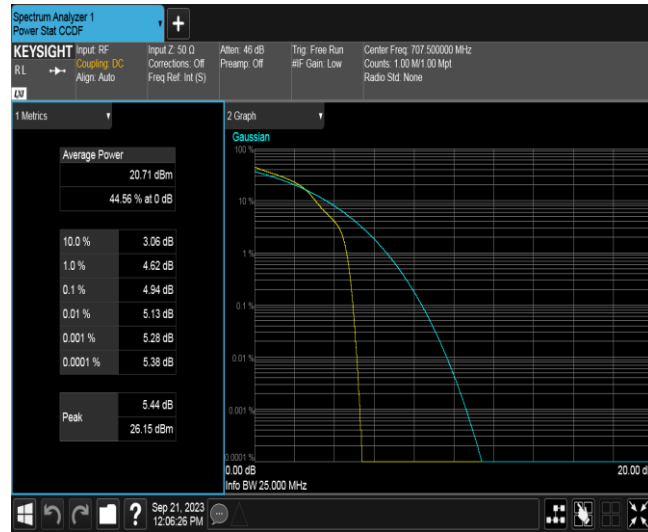 Spectrum Analyzer 1
Power Stat CCDF
KEYSIGHT
RL
LXI
Input: RF
Coupling: DC
Align: Auto
Input Z: 50 Ω
Corrections: Off
Freq Ref: Int (S)
Atten: 46 dB
Preamp: Off
Trig: Free Run
#IF Gain: Low
Center Freq: 707.500000 MHz
Counts: 1.00 M/1.00 Mpt
Radio Std: None
1 Metrics
Average Power
20.71 dBm
44.56 % at 0 dB
10.0 % 3.06 dB
1.0 % 4.62 dB
0.1 % 4.94 dB
0.01 % 5.13 dB
0.001 % 5.28 dB
0.0001 % 5.38 dB
Peak
5.44 dB
26.15 dBm
2 Graph
Gaussian
100 %
10 %
1 %
0.1 %
0.01 %
0.001 %
0.0001 %
0.00 dB
20.00 d
Info BW 25.000 MHz
Sep 21, 2023
12:06:26 PM